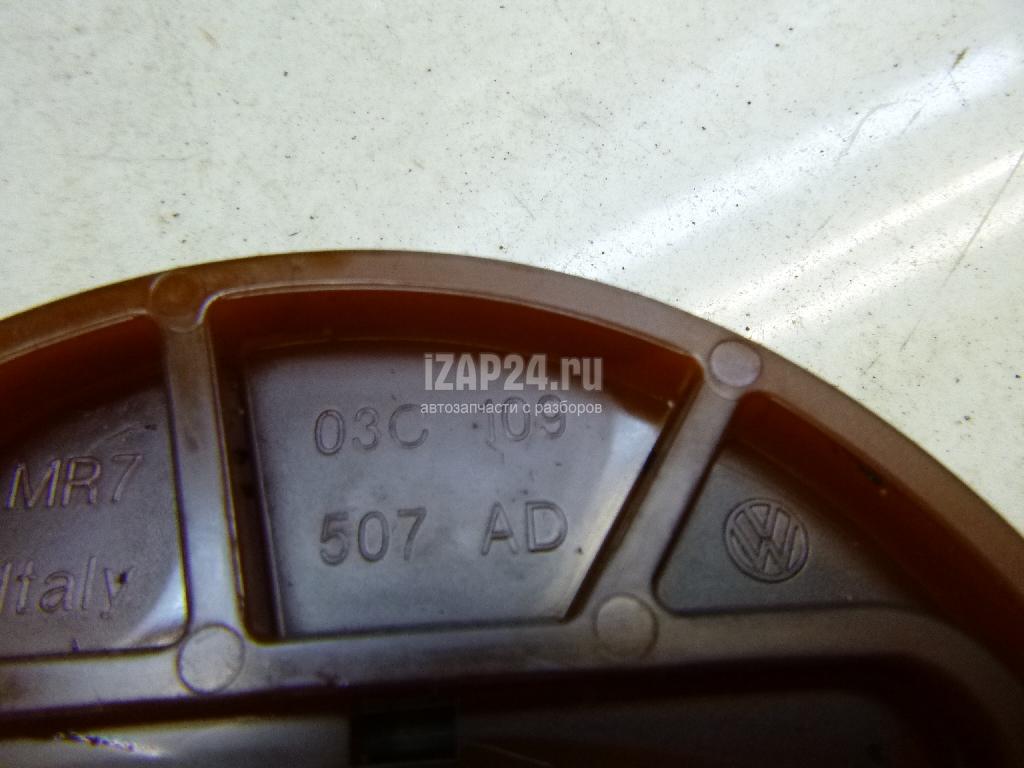 iZAP24.ru
автозапчасти с разборов
03C 109
507 AD
MR7
Italy